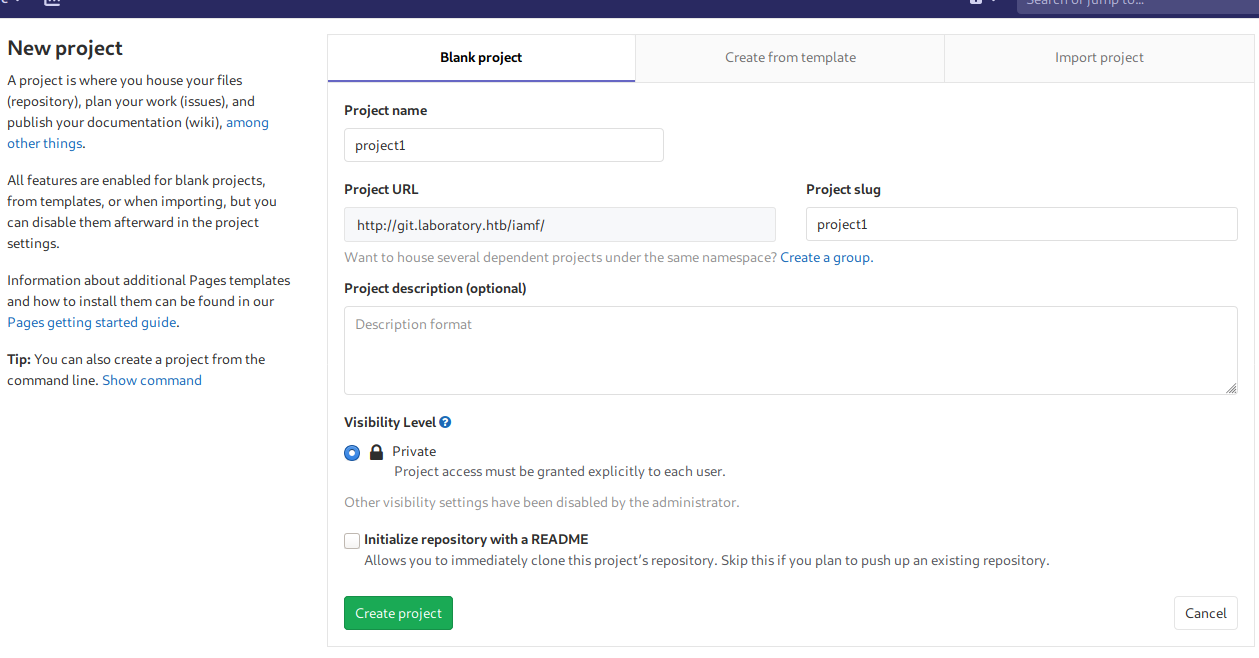 Search or jump to...
New project
A project is where you house your files
(repository), plan your work (issues), and
publish your documentation (wiki), among
other things.
All features are enabled for blank projects,
from templates, or when importing, but you
can disable them afterward in the project
settings.
Information about additional Pages templates
and how to install them can be found in our
Pages getting started guide.
Tip: You can also create a project from the
command line. Show command
Blank project
Create from template
Import project
Project name
project1
Project URL
Project slug
http://git.laboratory.htb/iamf/
project1
Want to house several dependent projects under the same namespace? Create a group.
Project description (optional)
Description format
Visibility Level
Private
Project access must be granted explicitly to each user.
Other visibility settings have been disabled by the administrator.
Initialize repository with a README
Allows you to immediately clone this project’s repository. Skip this if you plan to push up an existing repository.
Create project
Cancel